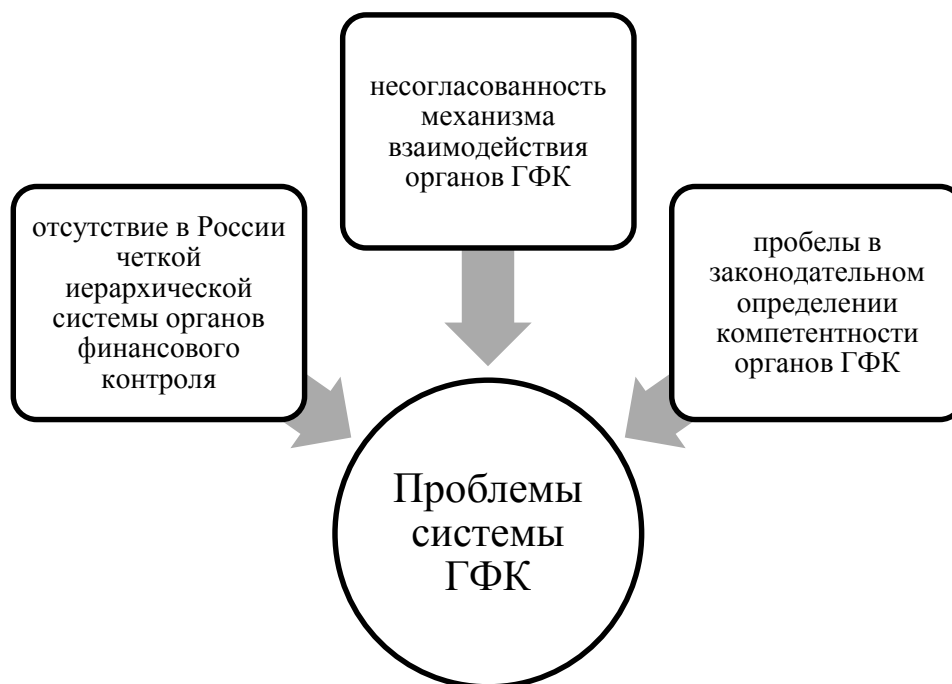 несогласованность
механизма
взаимодействия
органов ГФК
отсутствие в России
четкой
иерархической
системы органов
финансового
контроля
пробелы в
законодательном
определении
компетентности
органов ГФК
Проблемы
системы
ГФК